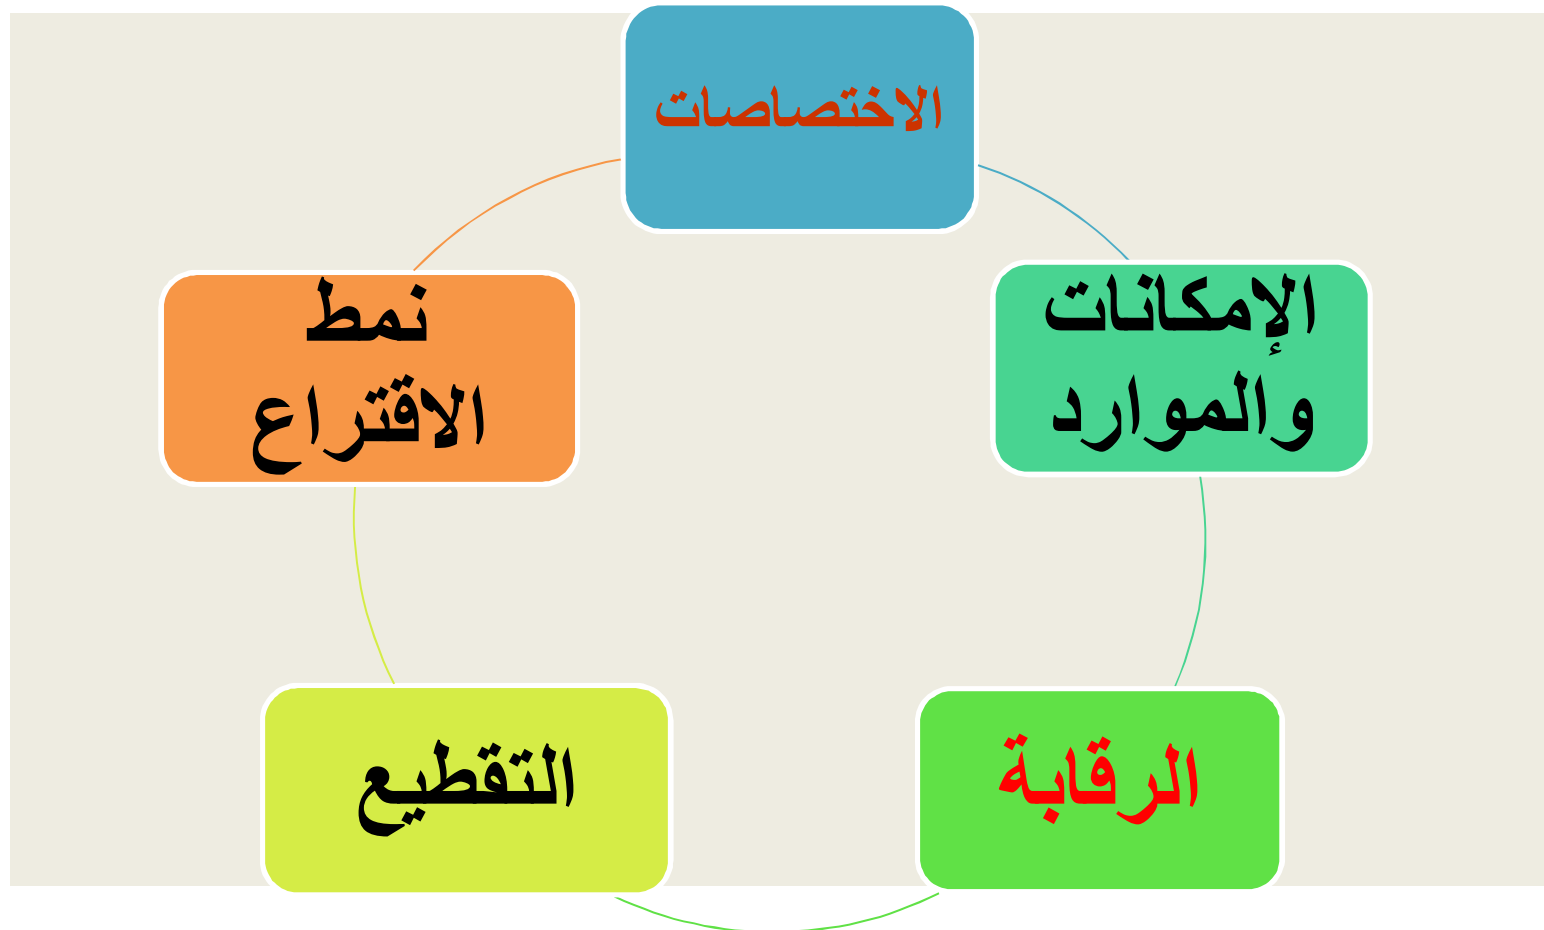 الاختصاصات
الإمكانات
والموارد
الرقابة
التقطيع
نمط
الاقتراع